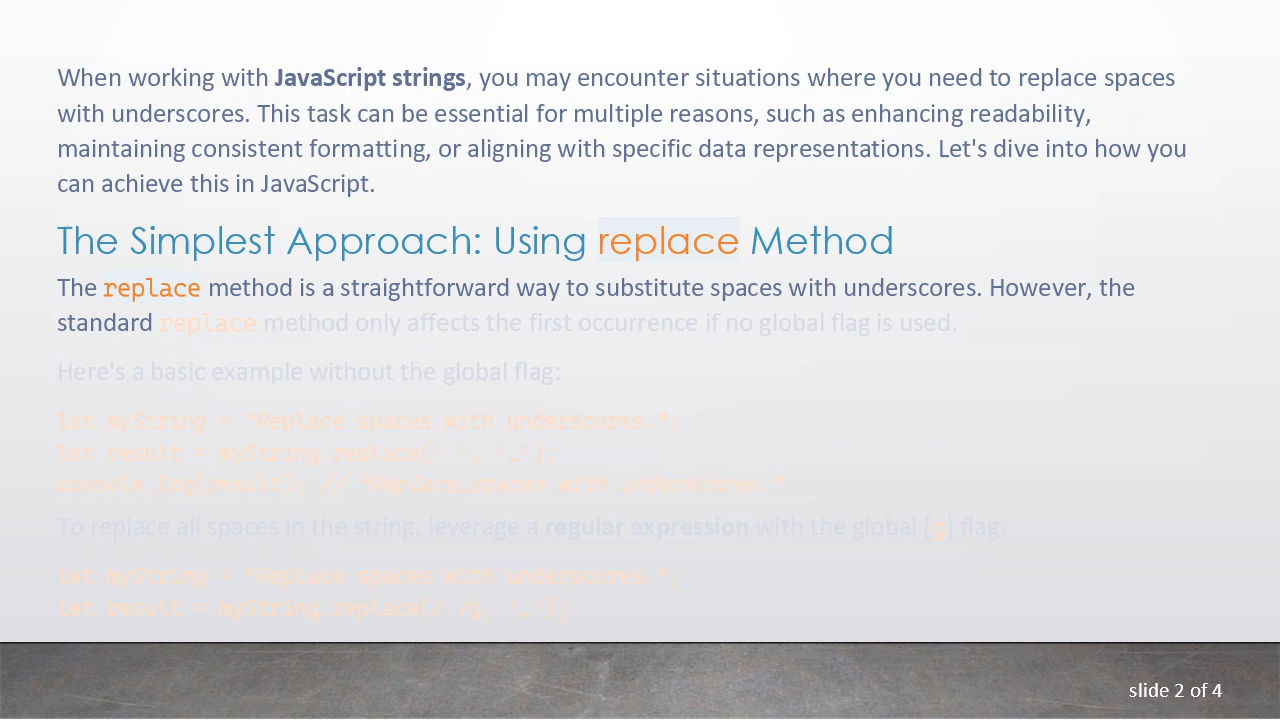 When working with JavaScript strings, you may encounter situations where you need to replace spaces
with underscores. This task can be essential for multiple reasons, such as enhancing readability,
maintaining consistent formatting, or aligning with specific data representations. Let's dive into how you
can achieve this in JavaScript.
The Simplest Approach: Using replace Method
The replace method is a straightforward way to substitute spaces with underscores. However, the
standard replace method only affects the first occurrence if no global flag is used.
Here's a basic example without the global flag:
let myString = "Replace spaces with underscores.";
let result = myString.replace(' ', '_');
console.log(result); // "Replace_spaces with underscores."
To replace all spaces in the string, leverage a regular expression with the global (g) flag:
let myString = "Replace spaces with underscores.";
let result = myString.replace(/ /g, '_');
slide 2 of 4